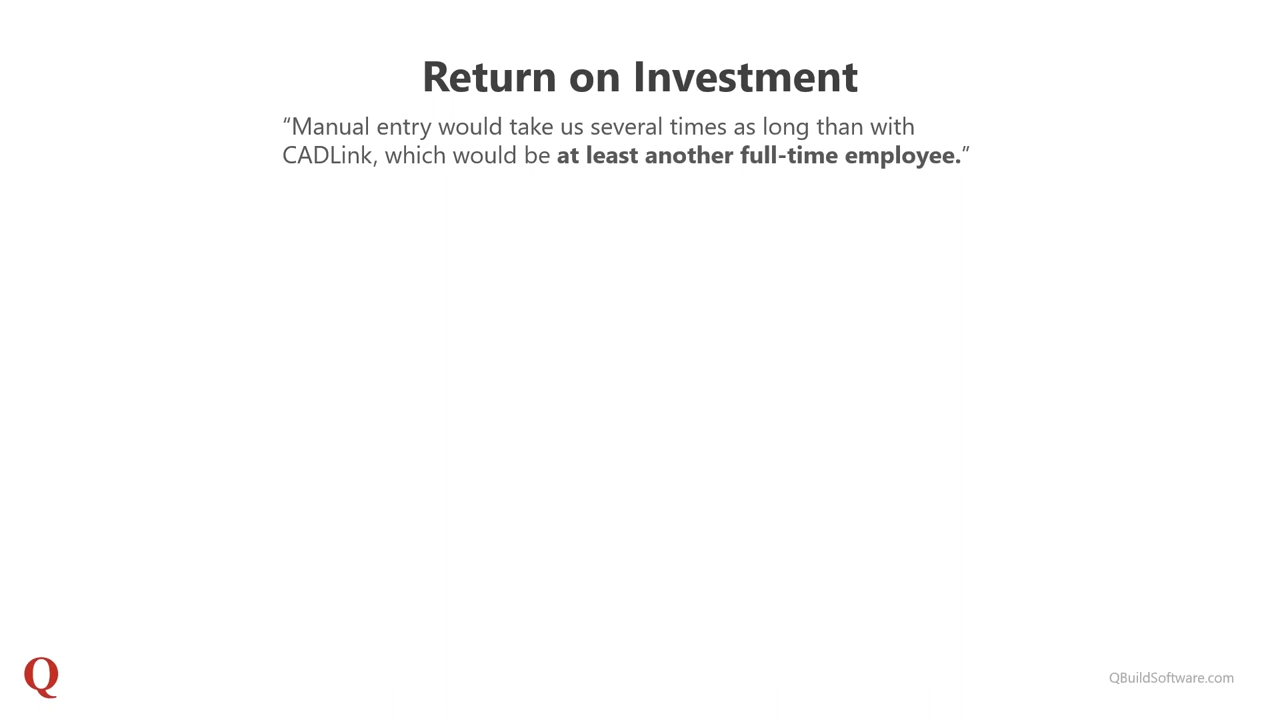 Return on Investment
“Manual entry would take us several times as long than with
CADLink, which would be at least another full-time employee.”
Q
QBuildSoftware.com